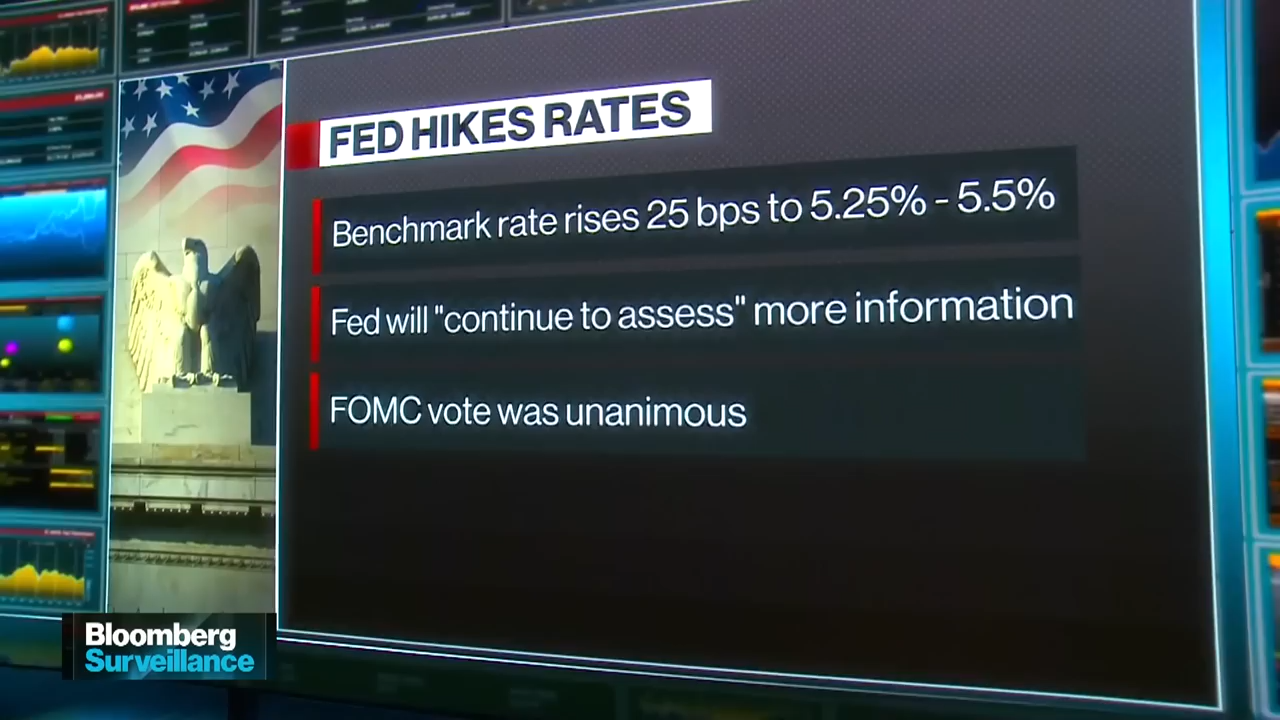 FED HIKES RATES
Benchmark rate rises 25 bps to 5.25% - 5.5%
Fed will "continue to assess" more information
FOMC vote was unanimous
Bloomberg
Surveillance